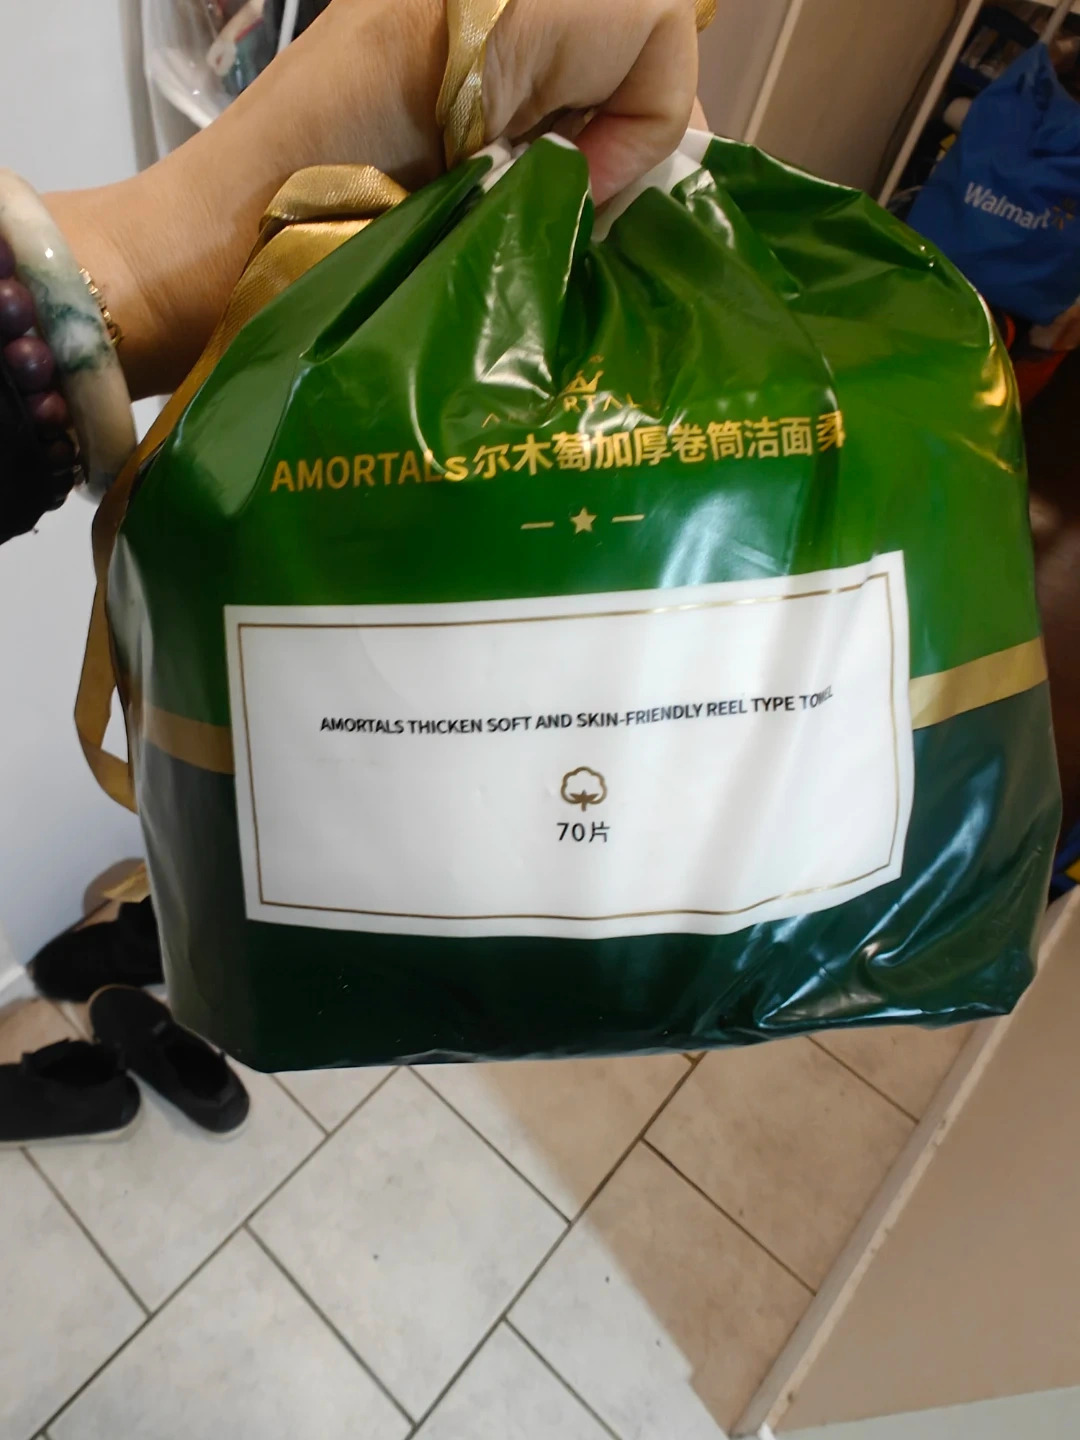 Walmart
AMORTALs尔木萄加厚卷筒洁面柔
AMORTALS THICKEN SOFT AND SKIN-FRIENDLY REEL TYPE TOWEL
70片